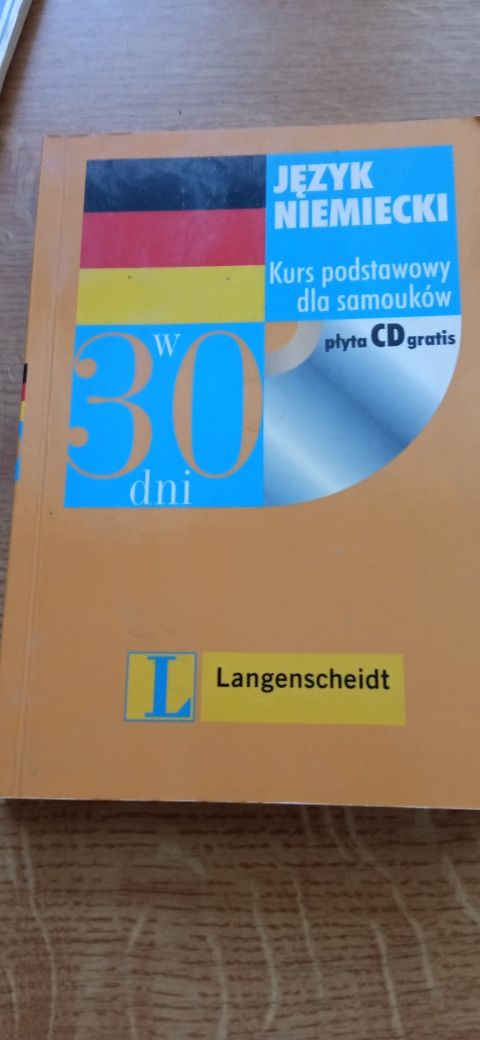 JĘZYK
NIEMIECKI
Kurs podstawowy
dla samouków
płyta CD gratis
w
30
dni
L
Langenscheidt